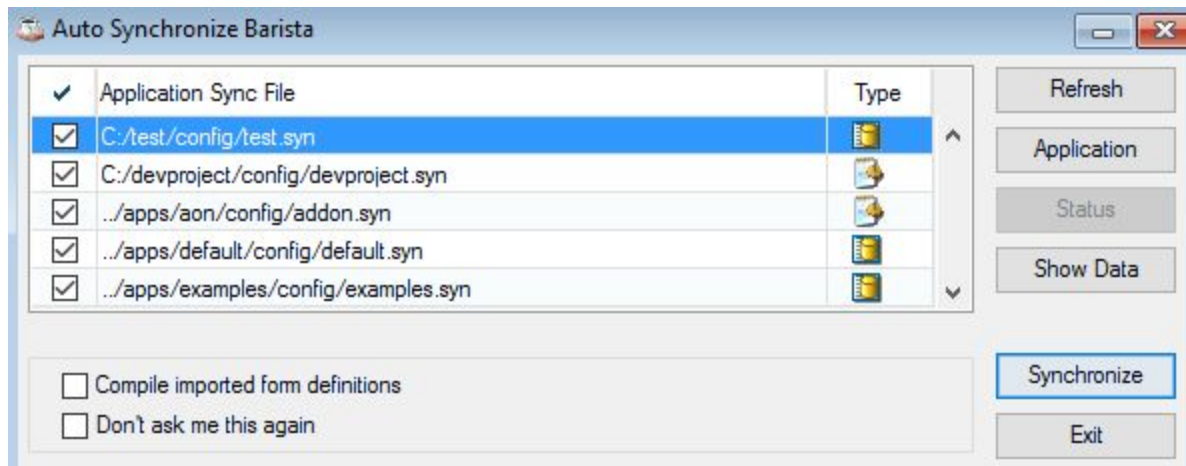 Auto Synchronize Barista
Application Sync File Type
C:/test/config/test.syn
C:/devproject/config/devproject.syn
../apps/aon/config/addon.syn
../apps/default/config/default.syn
../apps/examples/config/examples.syn
Refresh
Application
Status
Show Data
Compile imported form definitions
Don't ask me this again
Synchronize
Exit